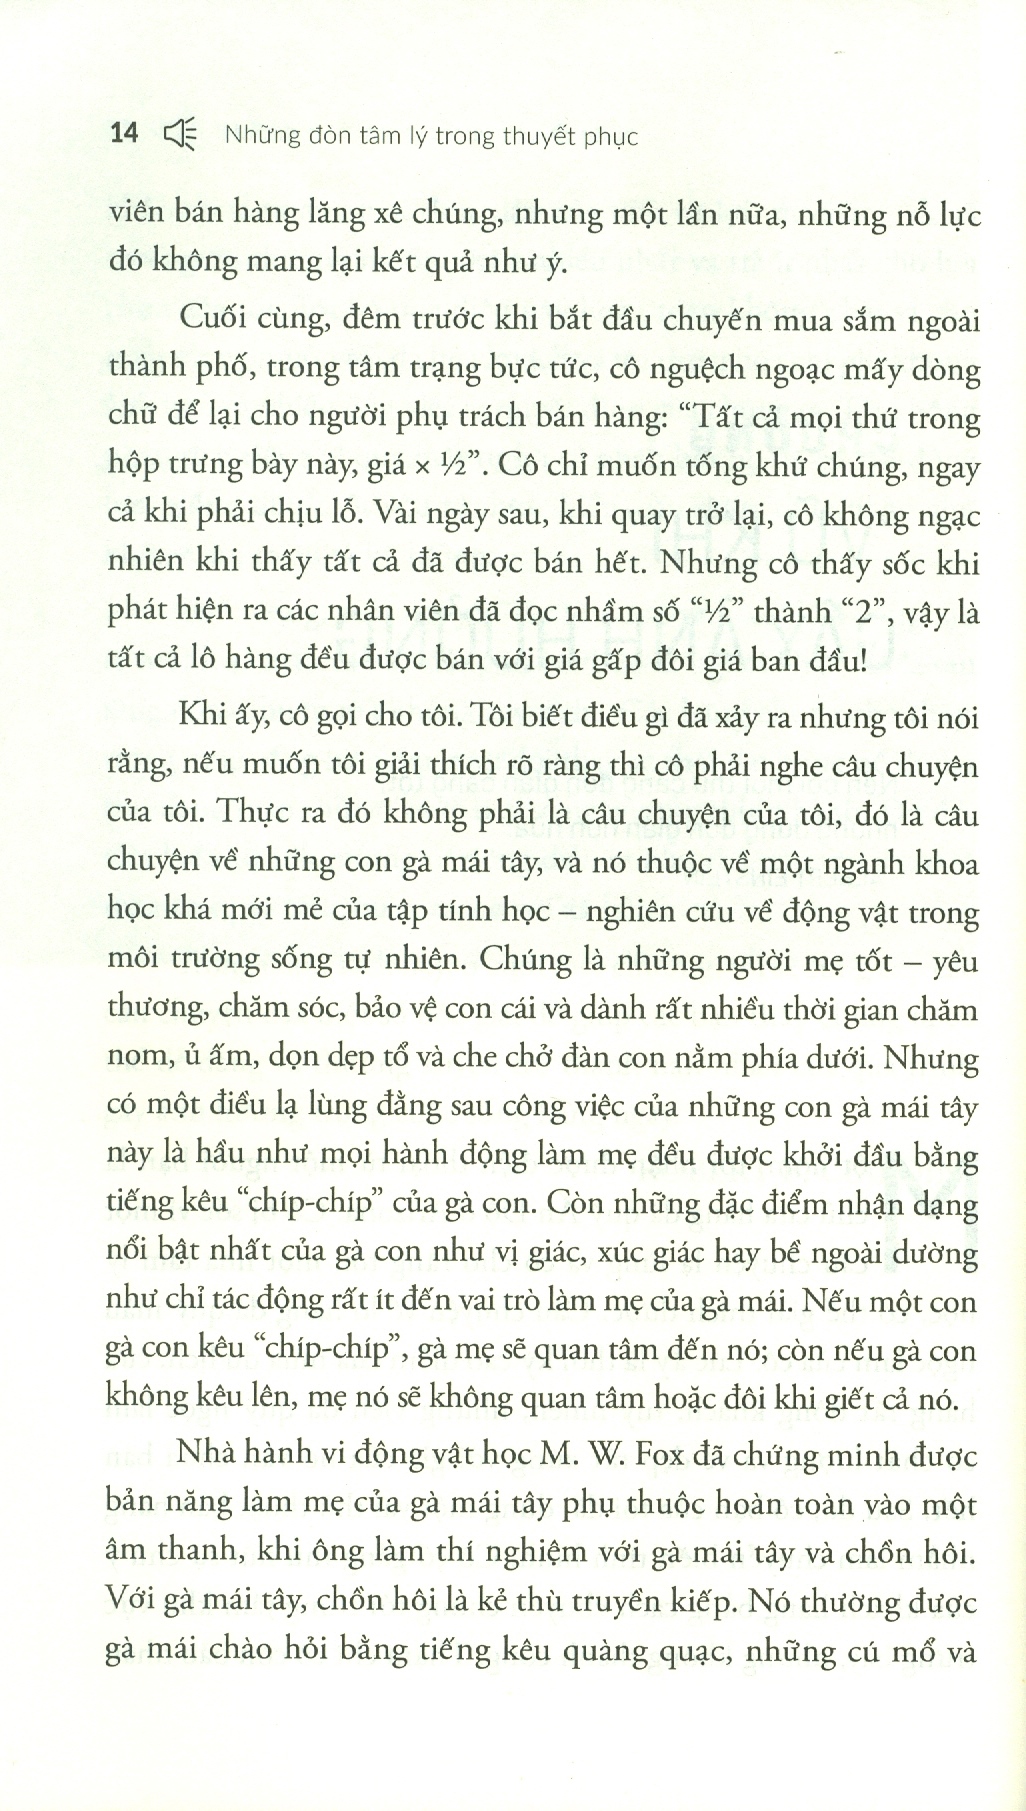 14 Những đòn tâm lý trong thuyết phục
viên bán hàng lăng xê chúng, nhưng một lần nữa, những nỗ lực
đó không mang lại kết quả như ý.
Cuối cùng, đêm trước khi bắt đầu chuyến mua sắm ngoài
thành phố, trong tâm trạng bực tức, cô nguệch ngoạc mấy dòng
chữ để lại cho người phụ trách bán hàng: “Tất cả mọi thứ trong
hộp trưng bày này, giá × ½”. Cô chỉ muốn tống khứ chúng, ngay
cả khi phải chịu lỗ. Vài ngày sau, khi quay trở lại, cô không ngạc
nhiên khi thấy tất cả đã được bán hết. Nhưng cô thấy sốc khi
phát hiện ra các nhân viên đã đọc nhầm số “½” thành “2”, vậy là
tất cả lô hàng đều được bán với giá gấp đôi giá ban đầu!
Khi ấy, cô gọi cho tôi. Tôi biết điều gì đã xảy ra nhưng tôi nói
rằng, nếu muốn tôi giải thích rõ ràng thì cô phải nghe câu chuyện
của tôi. Thực ra đó không phải là câu chuyện của tôi, đó là câu
chuyện về những con gà mái tây, và nó thuộc về một ngành khoa
học khá mới mẻ của tập tính học – nghiên cứu về động vật trong
môi trường sống tự nhiên. Chúng là những người mẹ tốt – yêu
thương, chăm sóc, bảo vệ con cái và dành rất nhiều thời gian chăm
nom, ủ ấm, dọn dẹp tổ và che chở đàn con nằm phía dưới. Nhưng
có một điều lạ lùng đằng sau công việc của những con gà mái tây
này là hầu như mọi hành động làm mẹ đều được khởi đầu bằng
tiếng kêu “chíp-chíp” của gà con. Còn những đặc điểm nhận dạng
nổi bật nhất của gà con như vị giác, xúc giác hay bề ngoài dường
như chỉ tác động rất ít đến vai trò làm mẹ của gà mái. Nếu một con
gà con kêu “chíp-chíp”, gà mẹ sẽ quan tâm đến nó; còn nếu gà con
không kêu lên, mẹ nó sẽ không quan tâm hoặc đôi khi giết cả nó.
Nhà hành vi động vật học M. W. Fox đã chứng minh được
bản năng làm mẹ của gà mái tây phụ thuộc hoàn toàn vào một
âm thanh, khi ông làm thí nghiệm với gà mái tây và chồn hôi.
Với gà mái tây, chồn hôi là kẻ thù truyền kiếp. Nó thường được
gà mái chào hỏi bằng tiếng kêu quàng quạc, những cú mổ và